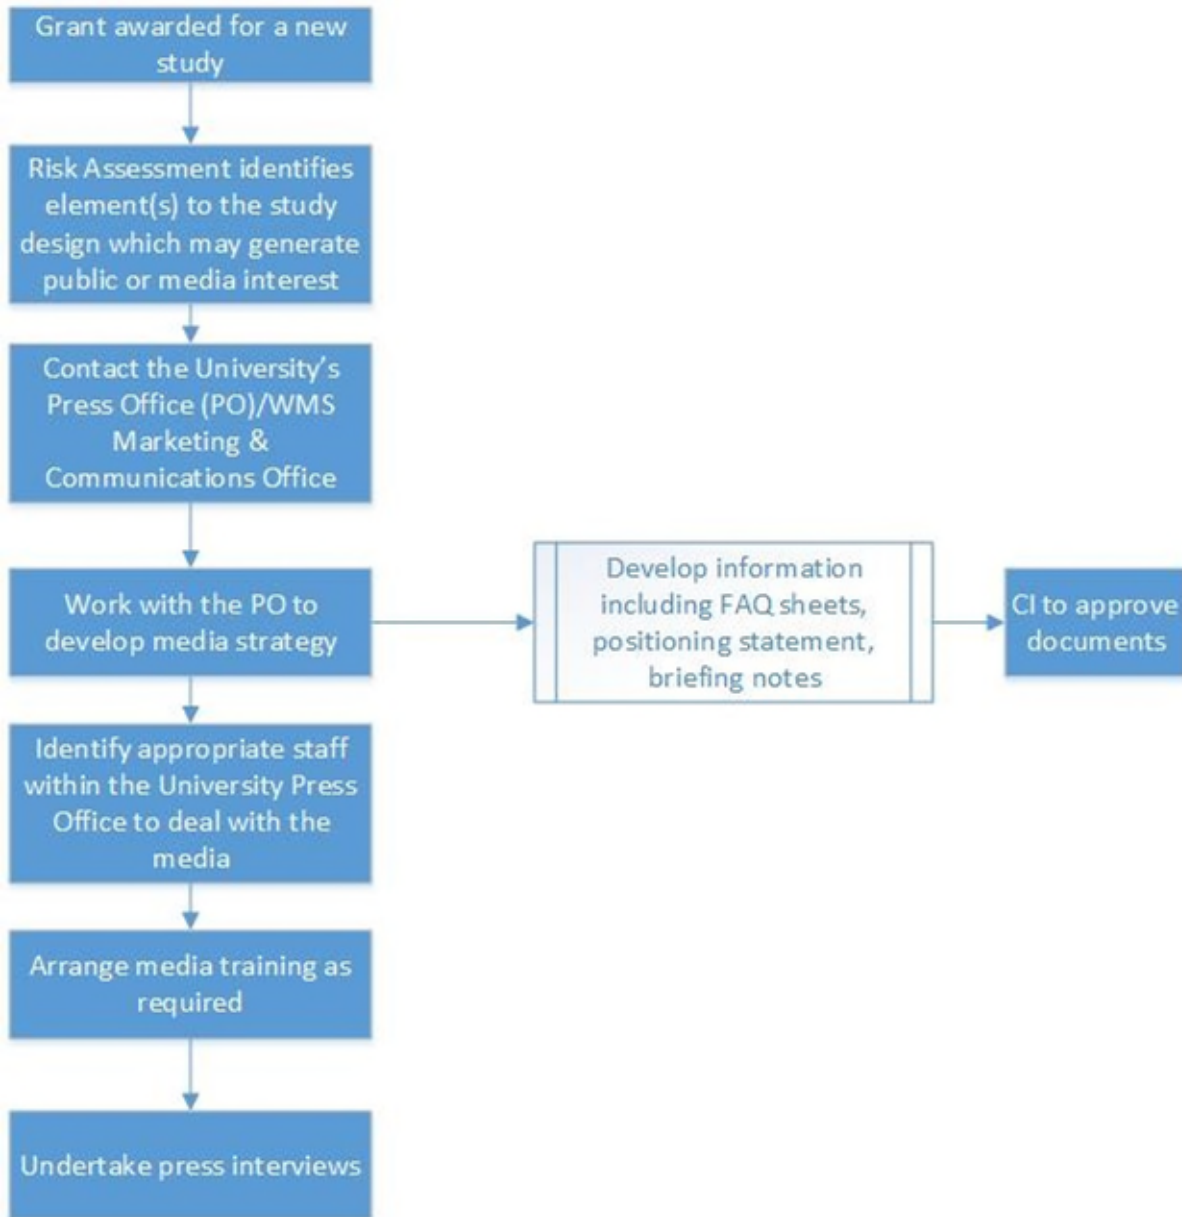 Grant awarded for a new
study
Risk Assessment identifies
element(s) to the study
design which may generate
public or media interest
Contact the University’s
Press Office (PO)/WMS
Marketing &
Communications Office
Work with the PO to
develop media strategy
Develop information
including FAQ sheets,
positioning statement,
briefing notes
CI to approve
documents
Identify appropriate staff
within the University Press
Office to deal with the
media
Arrange media training as
required
Undertake press interviews